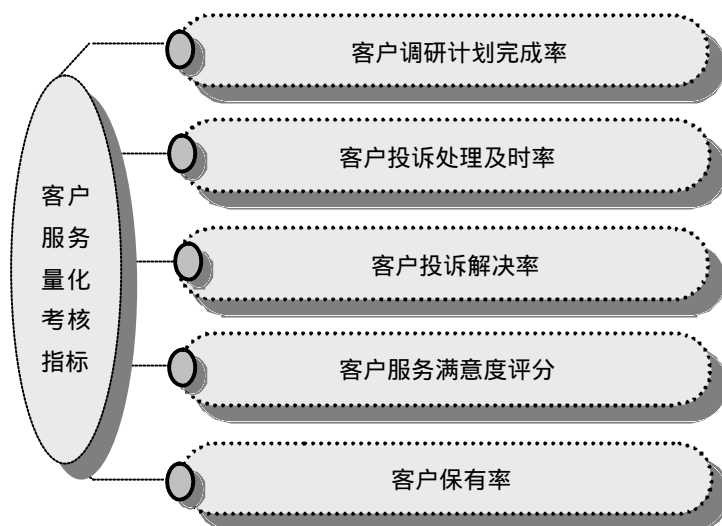 客户调研计划完成率
客户投诉处理及时率
客户
服务
量化
考核
指标
客户投诉解决率
客户服务满意度评分
客户保有率